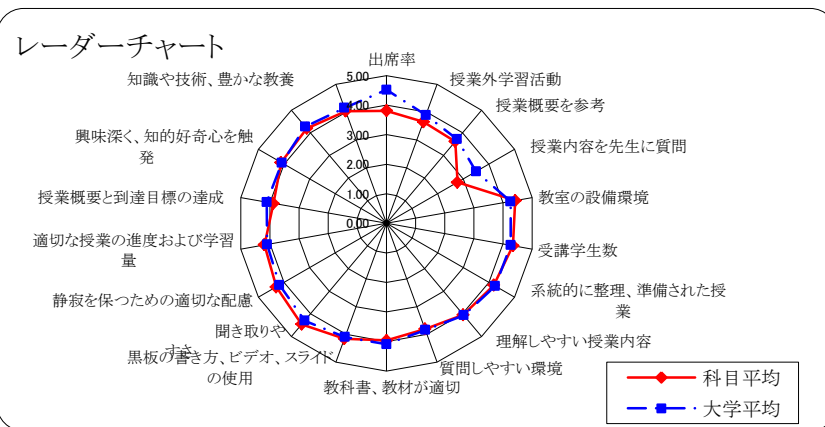 レーダーチャート
出席率
授業外学習活動
授業概要を参考
授業内容を先生に質問
教室の設備環境
受講学生数
系統的に整理、準備された授
業
理解しやすい授業内容
質問しやすい環境
教科書、教材が適切
黒板の書き方、ビデオ、スライド
の使用
聞き取りや
すさ
静寂を保つための適切な配慮
適切な授業の進度および学習
量
授業概要と到達目標の達成
興味深く、知的好奇心を触
発
知識や技術、豊かな教養
5.00
4.00
3.00
2.00
1.00
0.00
科目平均
大学平均